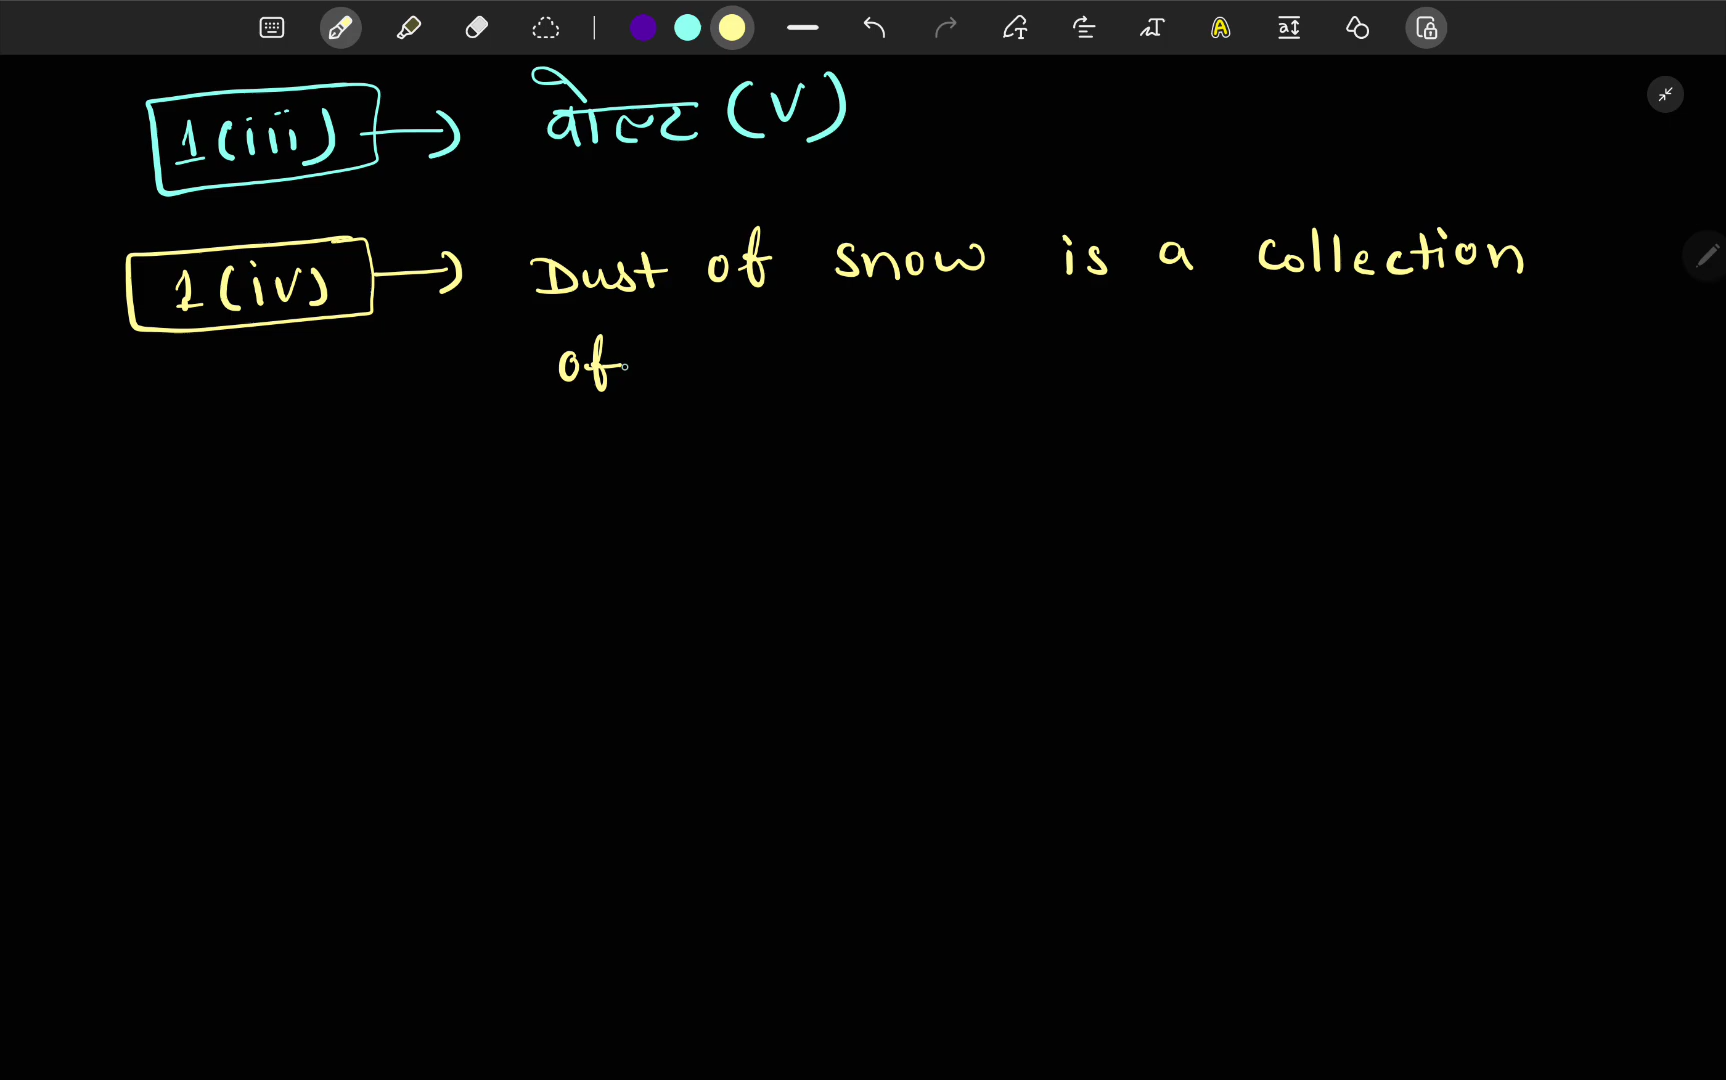 1(iii) → वोल्ट (V)
1(iv) → Dust of snow is a collection
of